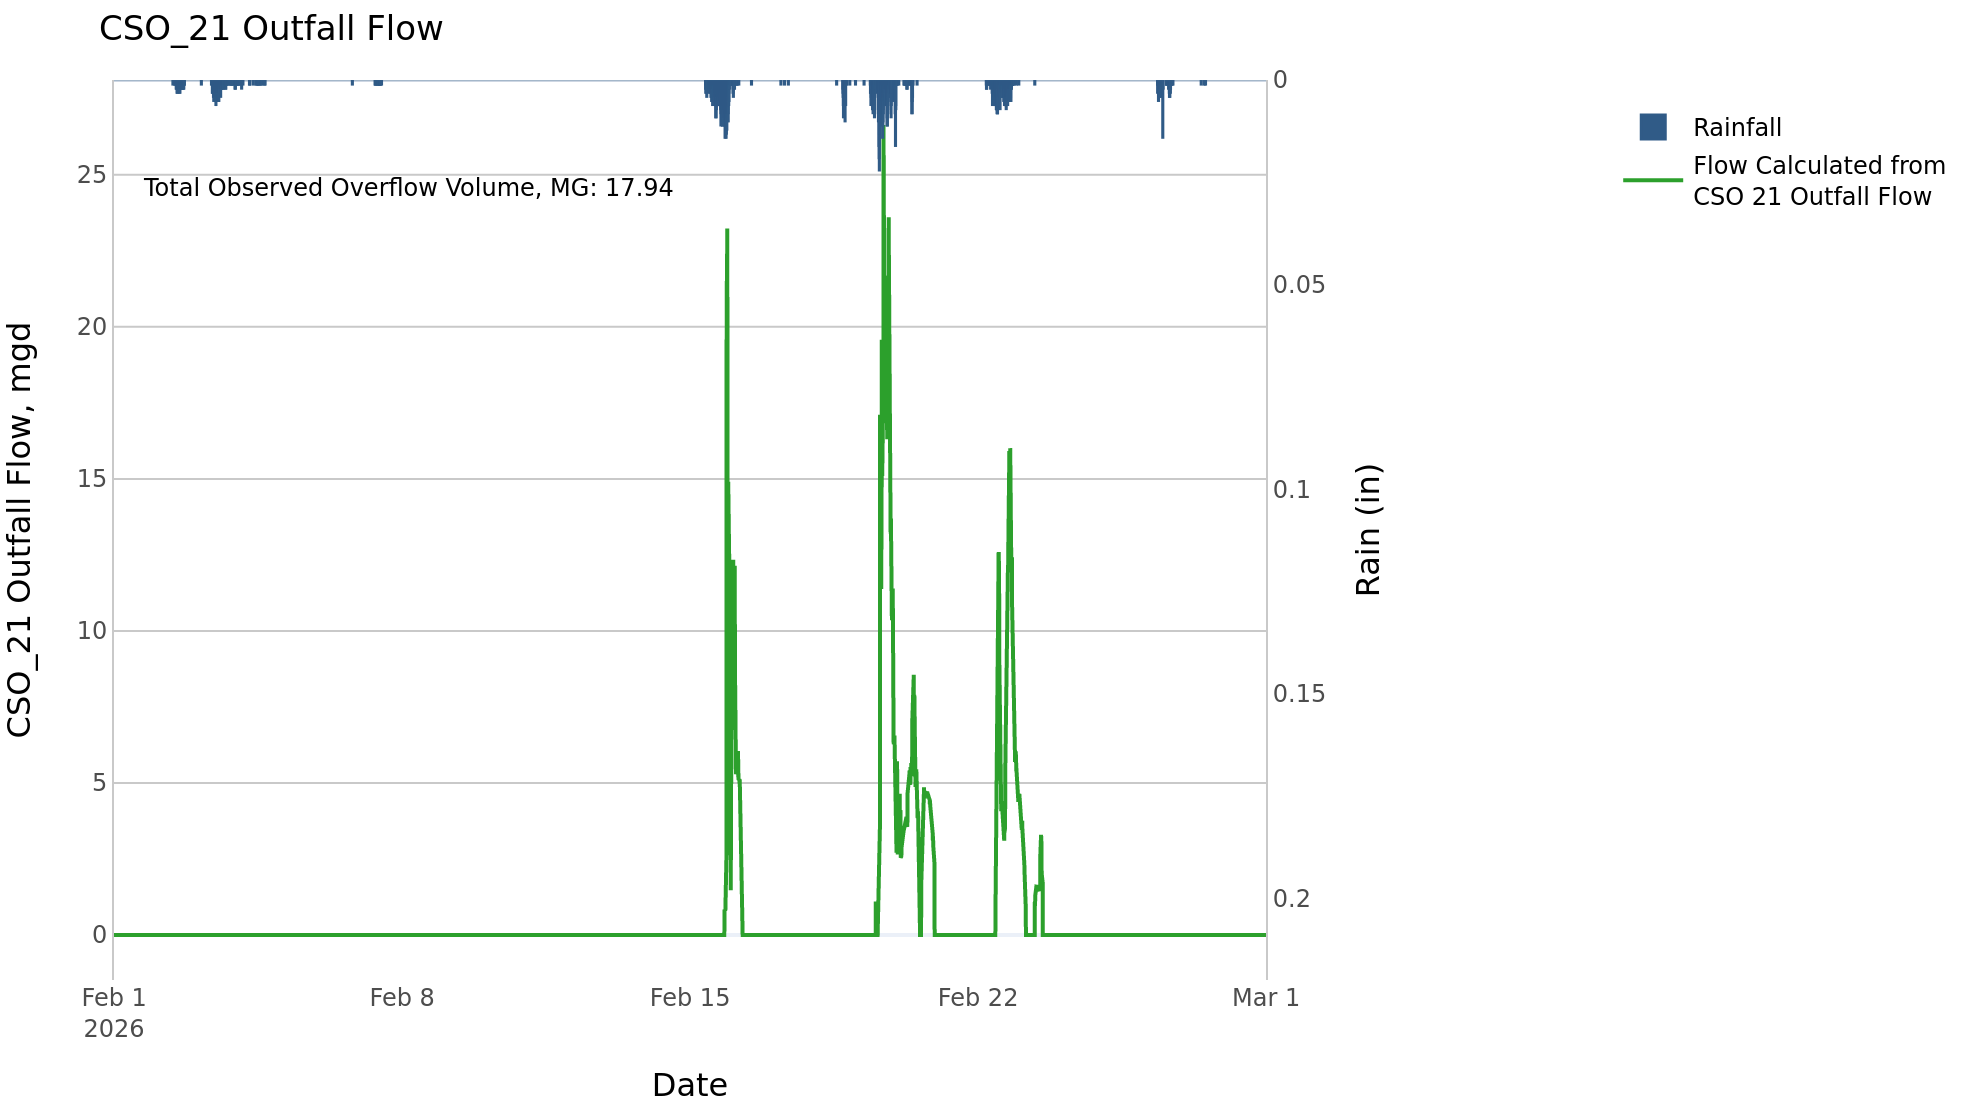 CSO_21 Outfall Flow
Total Observed Overflow Volume, MG: 17.94
CSO_21 Outfall Flow, mgd
25
20
15
10
5
0
0
0.05
0.1
0.15
0.2
Rain (in)
Feb 1
2026
Feb 8
Feb 15
Feb 22
Mar 1
Date
Rainfall
Flow Calculated from
CSO 21 Outfall Flow